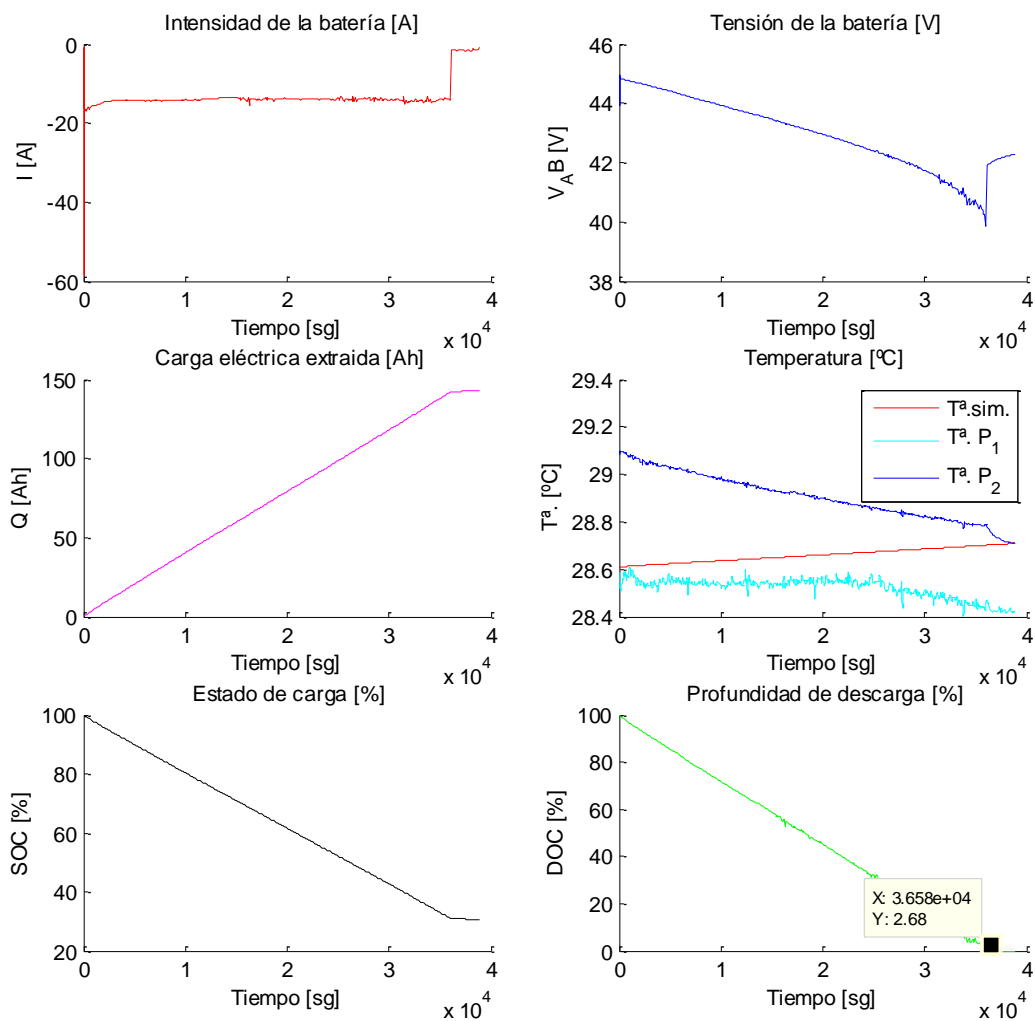 Intensidad de la batería [A]
0
-20
-40
-60
I [A]
0 1 2 3 4
Tiempo [sg]
x 10^4
Tensión de la batería [V]
46
44
42
40
38
V_AB [V]
0 1 2 3 4
Tiempo [sg]
x 10^4
Carga eléctrica extraida [Ah]
150
100
50
0
Q [Ah]
0 1 2 3 4
Tiempo [sg]
x 10^4
Temperatura [ºC]
29.4
29.2
29
28.8
28.6
28.4
Tª. [ºC]
Tª.sim.
Tª. P_1
Tª. P_2
0 1 2 3 4
Tiempo [sg]
x 10^4
Estado de carga [%]
100
80
60
40
20
SOC [%]
0 1 2 3 4
Tiempo [sg]
x 10^4
Profundidad de descarga [%]
100
80
60
40
20
0
DOC [%]
X: 3.658e+04
Y: 2.68
0 1 2 3 4
Tiempo [sg]
x 10^4